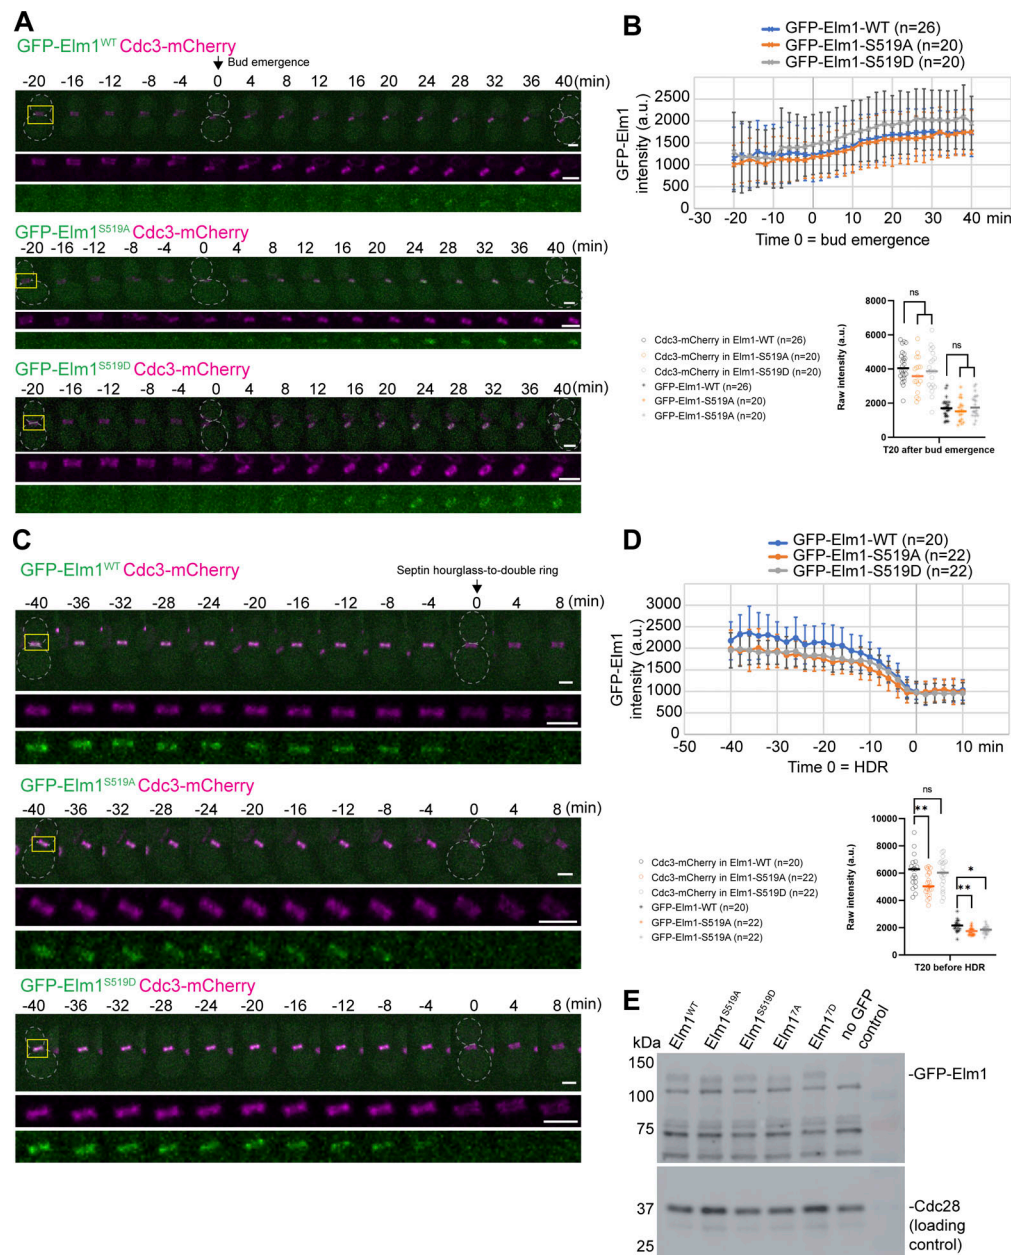 A
GFP-Elm1WT Cdc3-mCherry
Bud emergence
-20 -16 -12 -8 -4 0 4 8 12 16 20 24 28 32 36 40 (min)
GFP-Elm1S519A Cdc3-mCherry
-20 -16 -12 -8 -4 0 4 8 12 16 20 24 28 32 36 40 (min)
GFP-Elm1S519D Cdc3-mCherry
-20 -16 -12 -8 -4 0 4 8 12 16 20 24 28 32 36 40 (min)
B
GFP-Elm1-WT (n=26)
GFP-Elm1-S519A (n=20)
GFP-Elm1-S519D (n=20)
GFP-Elm1
intensity (a.u.)
2500
2000
1500
1000
500
0
-30 -20 -10 0 10 20 30 40 min
Time 0 = bud emergence
Cdc3-mCherry in Elm1-WT (n=26)
Cdc3-mCherry in Elm1-S519A (n=20)
Cdc3-mCherry in Elm1-S519D (n=20)
GFP-Elm1-WT (n=26)
GFP-Elm1-S519A (n=20)
GFP-Elm1-S519A (n=20)
Raw intensity (a.u.)
8000
6000
4000
2000
0
ns
ns
T20 after bud emergence
C
GFP-Elm1WT Cdc3-mCherry
Septin hourglass-to-double ring
-40 -36 -32 -28 -24 -20 -16 -12 -8 -4 0 4 8 (min)
GFP-Elm1S519A Cdc3-mCherry
-40 -36 -32 -28 -24 -20 -16 -12 -8 -4 0 4 8 (min)
GFP-Elm1S519D Cdc3-mCherry
-40 -36 -32 -28 -24 -20 -16 -12 -8 -4 0 4 8 (min)
D
GFP-Elm1-WT (n=20)
GFP-Elm1-S519A (n=22)
GFP-Elm1-S519D (n=22)
GFP-Elm1
intensity (a.u.)
3000
2500
2000
1500
1000
500
0
-50 -40 -30 -20 -10 0 10 min
Time 0 = HDR
Cdc3-mCherry in Elm1-WT (n=20)
Cdc3-mCherry in Elm1-S519A (n=22)
Cdc3-mCherry in Elm1-S519D (n=22)
GFP-Elm1-WT (n=20)
GFP-Elm1-S519A (n=22)
GFP-Elm1-S519A (n=22)
Raw intensity (a.u.)
10000
8000
6000
4000
2000
0
ns
**
*
**
T20 before HDR
E
Elm1WT
Elm1S519A
Elm1S519D
Elm17A
Elm17D
no GFP
control
kDa
150
100
75
37
25
-GFP-Elm1
-Cdc28
(loading
control)